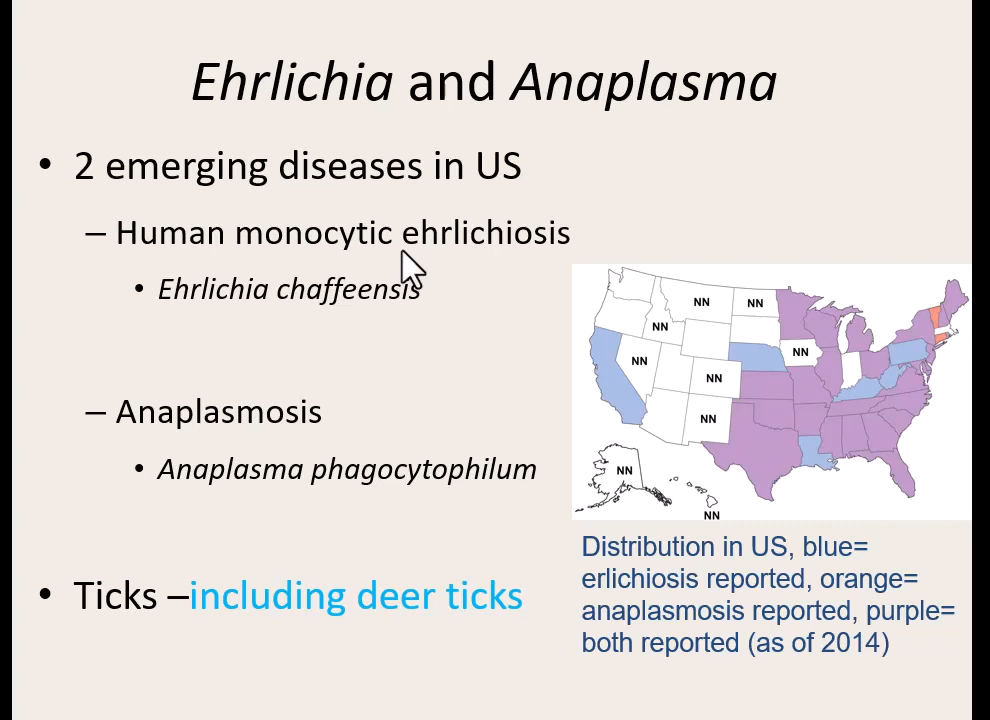 Ehrlichia and Anaplasma
• 2 emerging diseases in US
– Human monocytic ehrlichiosis
• Ehrlichia chaffeensis
– Anaplasmosis
• Anaplasma phagocytophilum
• Ticks –including deer ticks
NN
NN
NN
NN
NN
NN
NN
NN
NN
Distribution in US, blue=
erlichiosis reported, orange=
anaplasmosis reported, purple=
both reported (as of 2014)